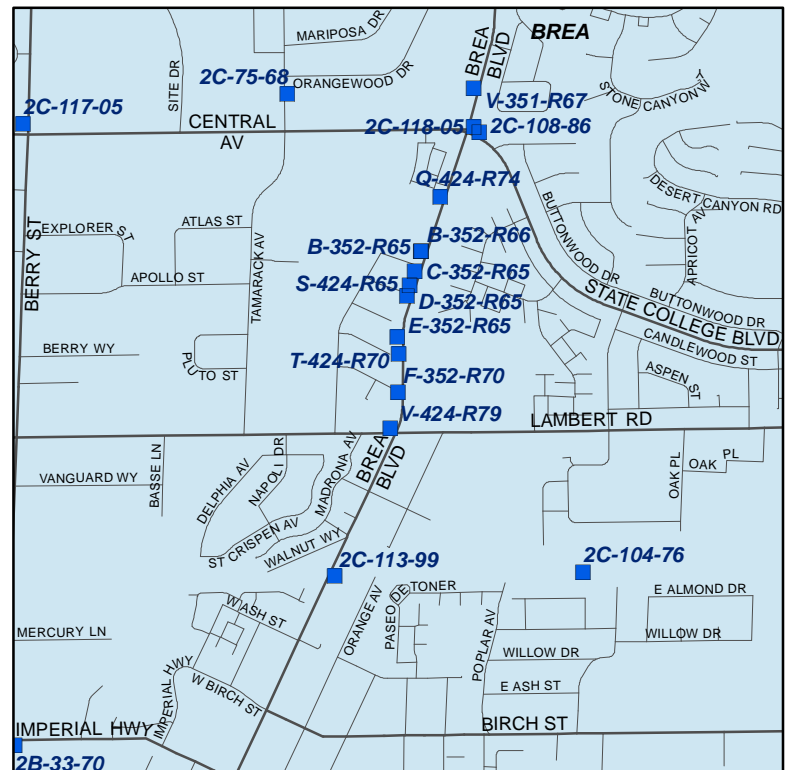 MARIPOSA DR
BREA
BREA
BLVD
SITE DR
2C-75-68
ORANGEWOOD DR
STONE CANYON W
Y
V-351-R67
2C-117-05
CENTRAL
AV
2C-118-05
2C-108-86
Q-424-R74
DESERT CANYON RD
APRICOT AV
BUTTONWOOD DR
EXPLORER ST
ATLAS ST
TAMARACK AV
B-352-R65
B-352-R66
BERRY ST
APOLLO ST
C-352-R65
S-424-R65
D-352-R65
STATE COLLEGE BLVD
BUTTONWOOD DR
CANDLEWOOD ST
E-352-R65
BERRY WY
PLU
TO ST
T-424-R70
F-352-R70
ASPEN ST
V-424-R79
LAMBERT RD
BREA
BLVD
VANGUARD WY
BASSE LN
DELPHIA AV
NAPOLI DR
MADRONA AV
ST CRISPEN AV
WALNUT WY
OAK PL
OAK
PL
2C-113-99
2C-104-76
W ASH ST
ORANGE AV
PASEO DE
TONER
POPLAR AV
E ALMOND DR
MERCURY LN
WILLOW DR
WILLOW DR
IMPERIAL HWY
W BIRCH ST
E ASH ST
IMPERIAL HWY
BIRCH ST
2B-33-70